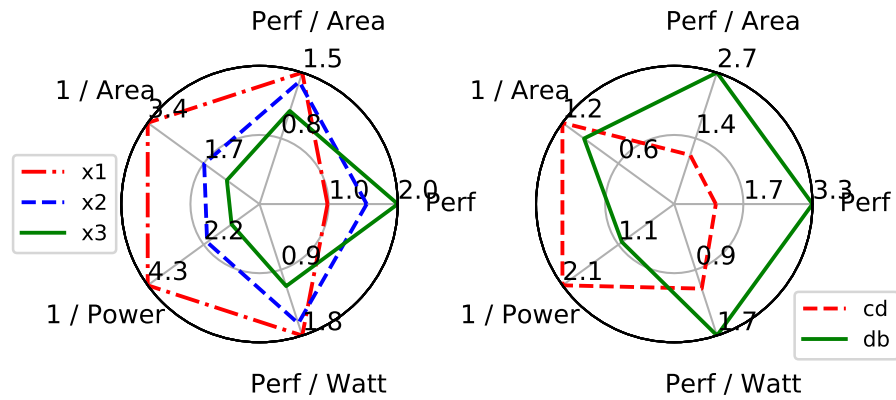 Perf / Area
1.5
1 / Area
3.4
0.8
1.7
x1
x2
x3
1.0
2.0
Perf
2.2
0.9
4.3
1 / Power
1.8
Perf / Watt
Perf / Area
2.7
1 / Area
1.2
1.4
0.6
1.7
3.3
Perf
1.1
0.9
2.1
1 / Power
1.7
cd
db
Perf / Watt